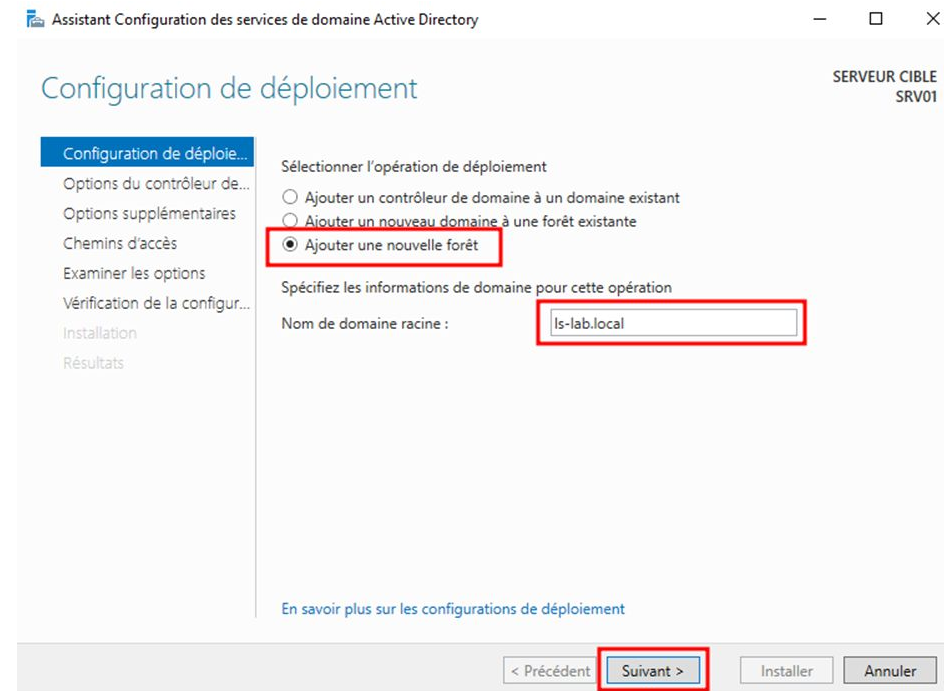 Assistant Configuration des services de domaine Active Directory
Configuration de déploiement
SERVEUR CIBLE
SRV01
Configuration de déploie...
Options du contrôleur de...
Options supplémentaires
Chemins d'accès
Examiner les options
Vérification de la configur...
Installation
Résultats
Sélectionner l'opération de déploiement
Ajouter un contrôleur de domaine à un domaine existant
Ajouter un nouveau domaine à une forêt existante
Ajouter une nouvelle forêt
Spécifiez les informations de domaine pour cette opération
Nom de domaine racine : ls-lab.local
En savoir plus sur les configurations de déploiement
< Précédent Suivant > Installer Annuler